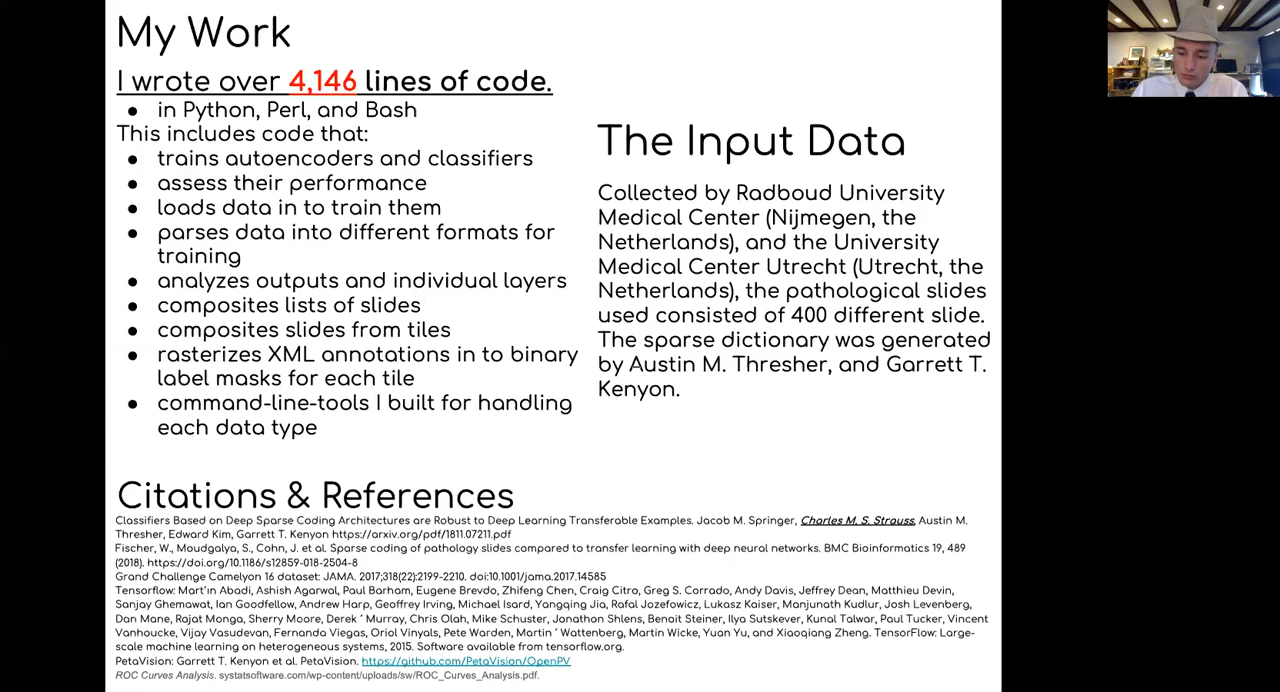 My Work
I wrote over 4,146 lines of code.
● in Python, Perl, and Bash
This includes code that:
● trains autoencoders and classifiers
● assess their performance
● loads data in to train them
● parses data into different formats for
training
● analyzes outputs and individual layers
● composites lists of slides
● composites slides from tiles
● rasterizes XML annotations in to binary
label masks for each tile
● command-line-tools I built for handling
each data type
The Input Data
Collected by Radboud University
Medical Center (Nijmegen, the
Netherlands), and the University
Medical Center Utrecht (Utrecht, the
Netherlands), the pathological slides
used consisted of 400 different slide.
The sparse dictionary was generated
by Austin M. Thresher, and Garrett T.
Kenyon.
Citations & References
Classifiers Based on Deep Sparse Coding Architectures are Robust to Deep Learning Transferable Examples. Jacob M. Springer, Charles M. S. Strauss, Austin M.
Thresher, Edward Kim, Garrett T. Kenyon https://arxiv.org/pdf/1811.07211.pdf
Fischer, W., Moudgalya, S., Cohn, J. et al. Sparse coding of pathology slides compared to transfer learning with deep neural networks. BMC Bioinformatics 19, 489
(2018). https://doi.org/10.1186/s12859-018-2504-8
Grand Challenge Camelyon 16 dataset: JAMA. 2017;318(22):2199-2210. doi:10.1001/jama.2017.14585
Tensorflow: Mart´ın Abadi, Ashish Agarwal, Paul Barham, Eugene Brevdo, Zhifeng Chen, Craig Citro, Greg S. Corrado, Andy Davis, Jeffrey Dean, Matthieu Devin,
Sanjay Ghemawat, Ian Goodfellow, Andrew Harp, Geoffrey Irving, Michael Isard, Yangqing Jia, Rafal Jozefowicz, Lukasz Kaiser, Manjunath Kudlur, Josh Levenberg,
Dan Mane, Rajat Monga, Sherry Moore, Derek ´ Murray, Chris Olah, Mike Schuster, Jonathon Shlens, Benoit Steiner, Ilya Sutskever, Kunal Talwar, Paul Tucker, Vincent
Vanhoucke, Vijay Vasudevan, Fernanda Viegas, Oriol Vinyals, Pete Warden, Martin ´ Wattenberg, Martin Wicke, Yuan Yu, and Xiaoqiang Zheng. TensorFlow: Large-
scale machine learning on heterogeneous systems, 2015. Software available from tensorflow.org.
PetaVision: Garrett T. Kenyon et al. PetaVision. https://github.com/PetaVision/OpenPV
ROC Curves Analysis. systatsoftware.com/wp-content/uploads/sw/ROC_Curves_Analysis.pdf.